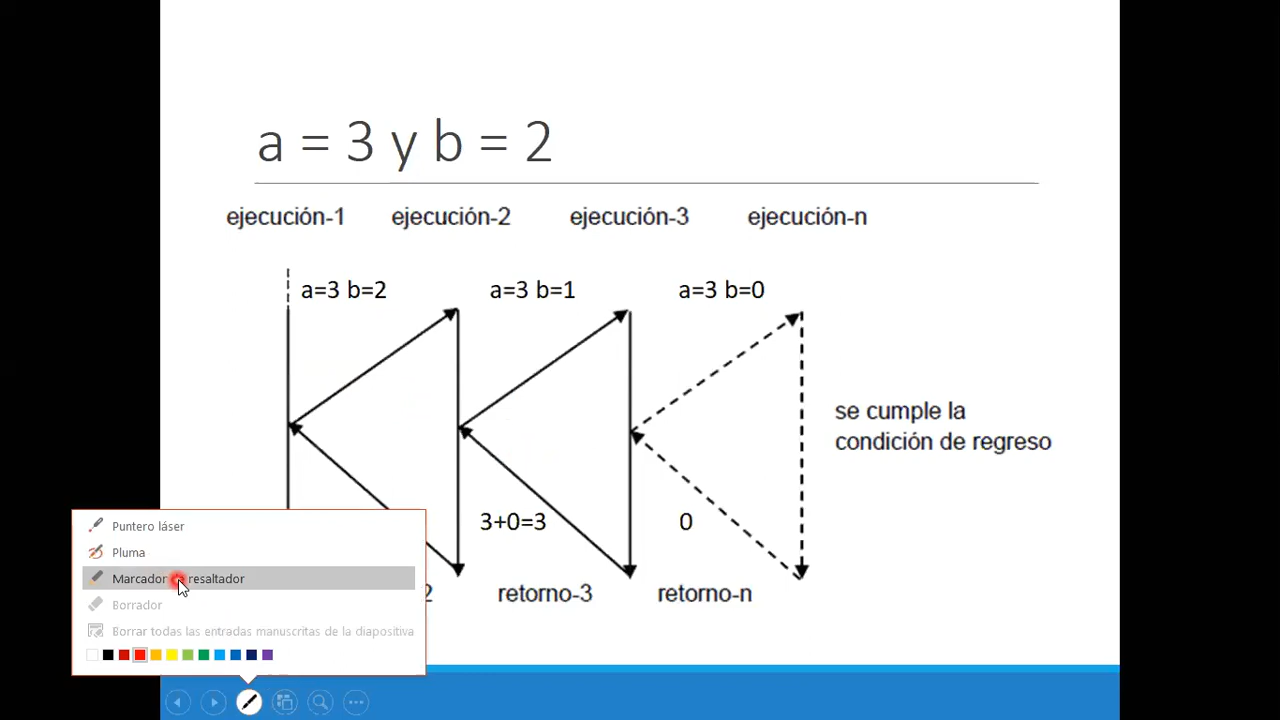 a = 3 y b = 2
ejecución-1 ejecución-2 ejecución-3 ejecución-n
a=3 b=2 a=3 b=1 a=3 b=0
se cumple la
condición de regreso
3+0=3 0
2 retorno-3 retorno-n
Puntero láser
Pluma
Marcador resaltador
Borrador
Borrar todas las entradas manuscritas de la diapositiva